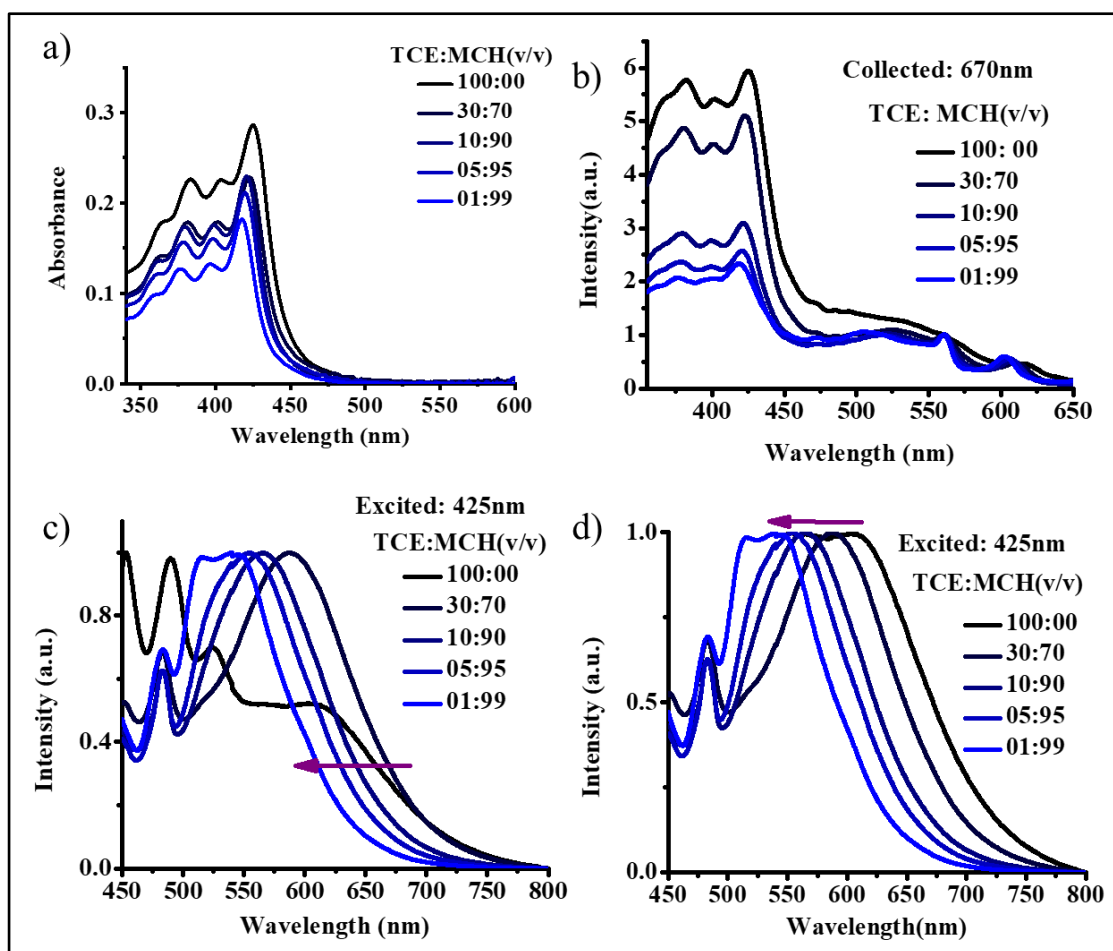 a)
TCE:MCH(v/v)
100:00
30:70
10:90
05:95
01:99
Absorbance
0.3
0.2
0.1
0.0
350 400 450 500 550 600
Wavelength (nm)
b)
Collected: 670nm
TCE: MCH(v/v)
100: 00
30:70
10:90
05:95
01:99
Intensity(a.u.)
6
5
4
3
2
1
0
400 450 500 550 600 650
Wavelength (nm)
c)
Excited: 425nm
TCE:MCH(v/v)
100:00
30:70
10:90
05:95
01:99
Intensity (a.u.)
0.8
0.4
0.0
450 500 550 600 650 700 750 800
Wavelength (nm)
d)
Excited: 425nm
TCE:MCH(v/v)
100:00
30:70
10:90
05:95
01:99
Intensity (a.u.)
1.0
0.5
0.0
450 500 550 600 650 700 750 800
Wavelength(nm)